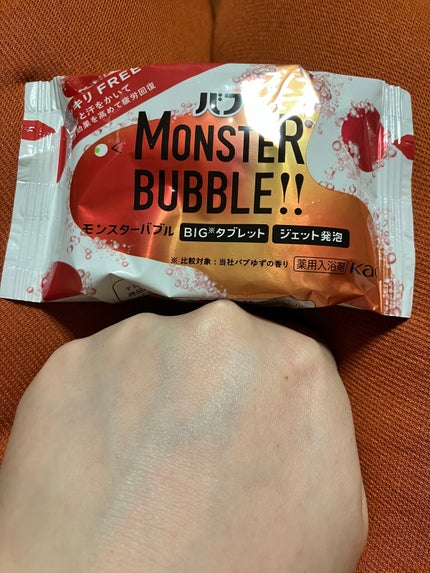 キリ FREE
と汗をかいて
効果を高めて疲労回復
バブ
MONSTER
BUBBLE!!
モンスターバブル BIG※タブレット ジェット発泡
※ 比較対象：当社バブゆずの香り 薬用入浴剤 Kao